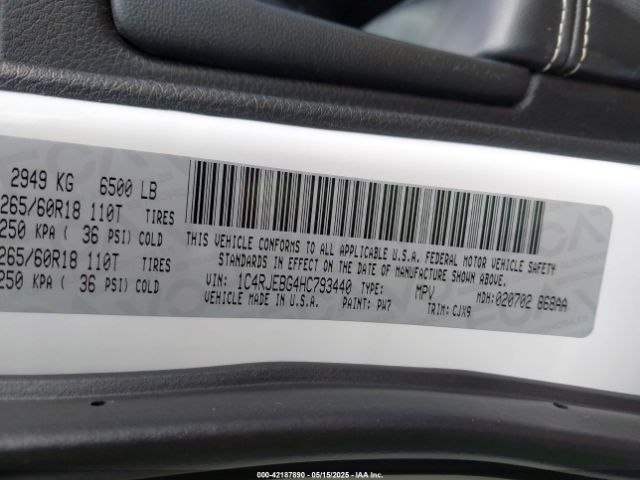 2949 KG 6500 LB
265/60R18 110T TIRES
250 KPA ( 36 PSI) COLD
265/60R18 110T TIRES
250 KPA ( 36 PSI) COLD
THIS VEHICLE CONFORMS TO ALL APPLICABLE U.S.A. FEDERAL MOTOR VEHICLE SAFETY
STANDARDS IN EFFECT ON THE DATE OF MANUFACTURE SHOWN ABOVE.
VIN: 1C4RJEBG4HC793440 TYPE: MPV MDH:020702 868AA
VEHICLE MADE IN U.S.A. PAINT: PW7 TRIM: CJX9
(c) 42187890 - 05/15/2025 - IAA Inc.